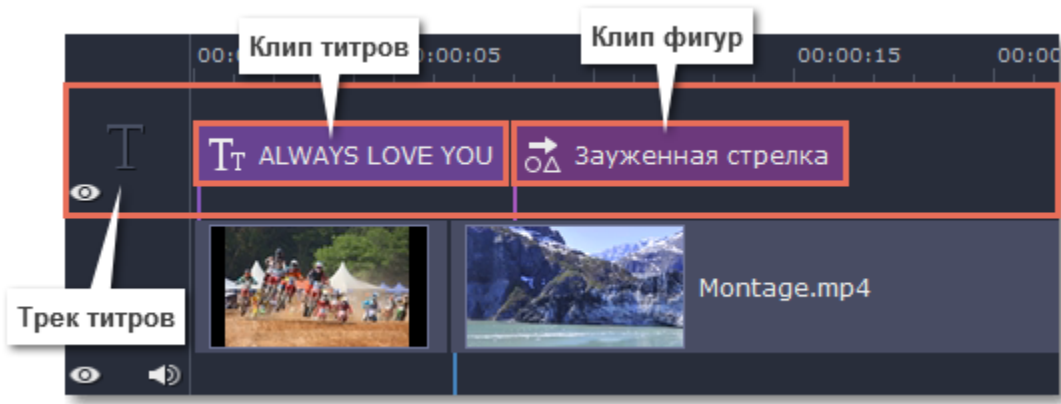 Клип титров
Клип фигур
00:00:05
00:00:15
T
Tт ALWAYS LOVE YOU
Зауженная стрелка
Montage.mp4
Трек титров